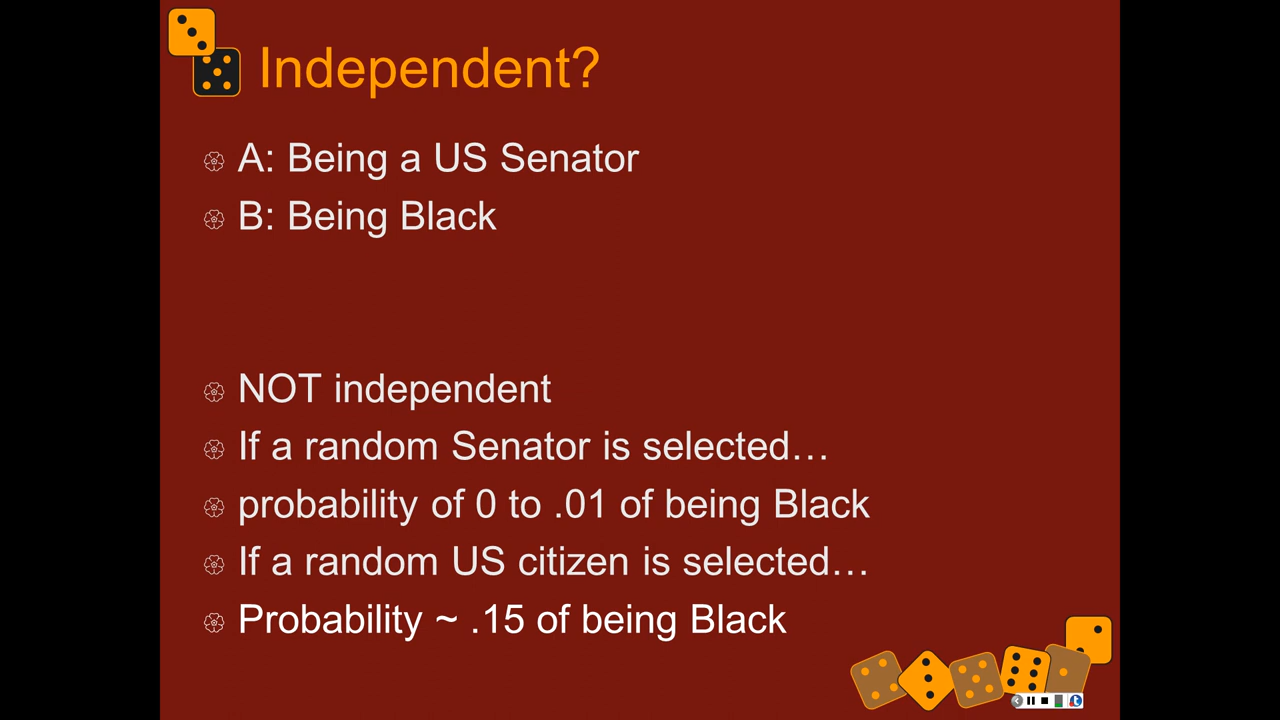 Independent?
A: Being a US Senator
B: Being Black
NOT independent
If a random Senator is selected…
probability of 0 to .01 of being Black
If a random US citizen is selected…
Probability ~ .15 of being Black